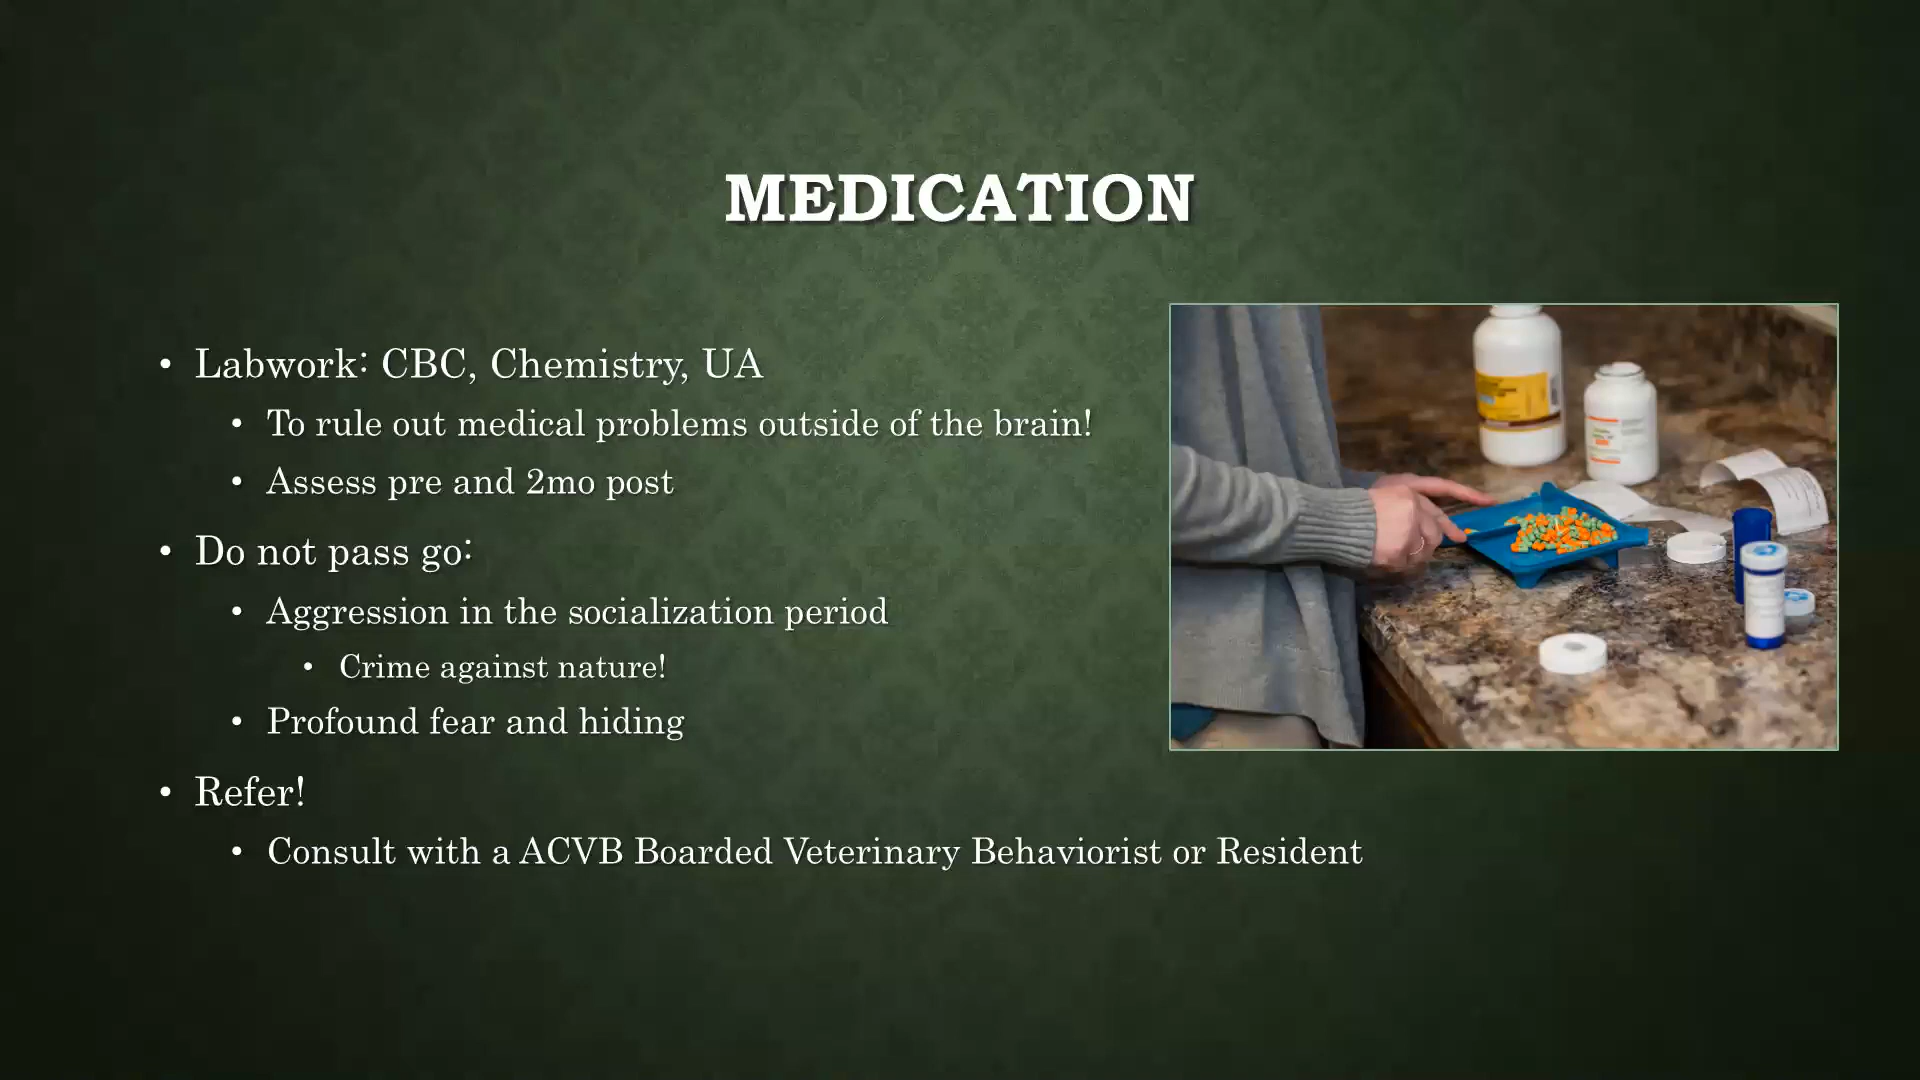 MEDICATION
• Labwork: CBC, Chemistry, UA
• To rule out medical problems outside of the brain!
• Assess pre and 2mo post
• Do not pass go:
• Aggression in the socialization period
• Crime against nature!
• Profound fear and hiding
• Refer!
• Consult with a ACVB Boarded Veterinary Behaviorist or Resident